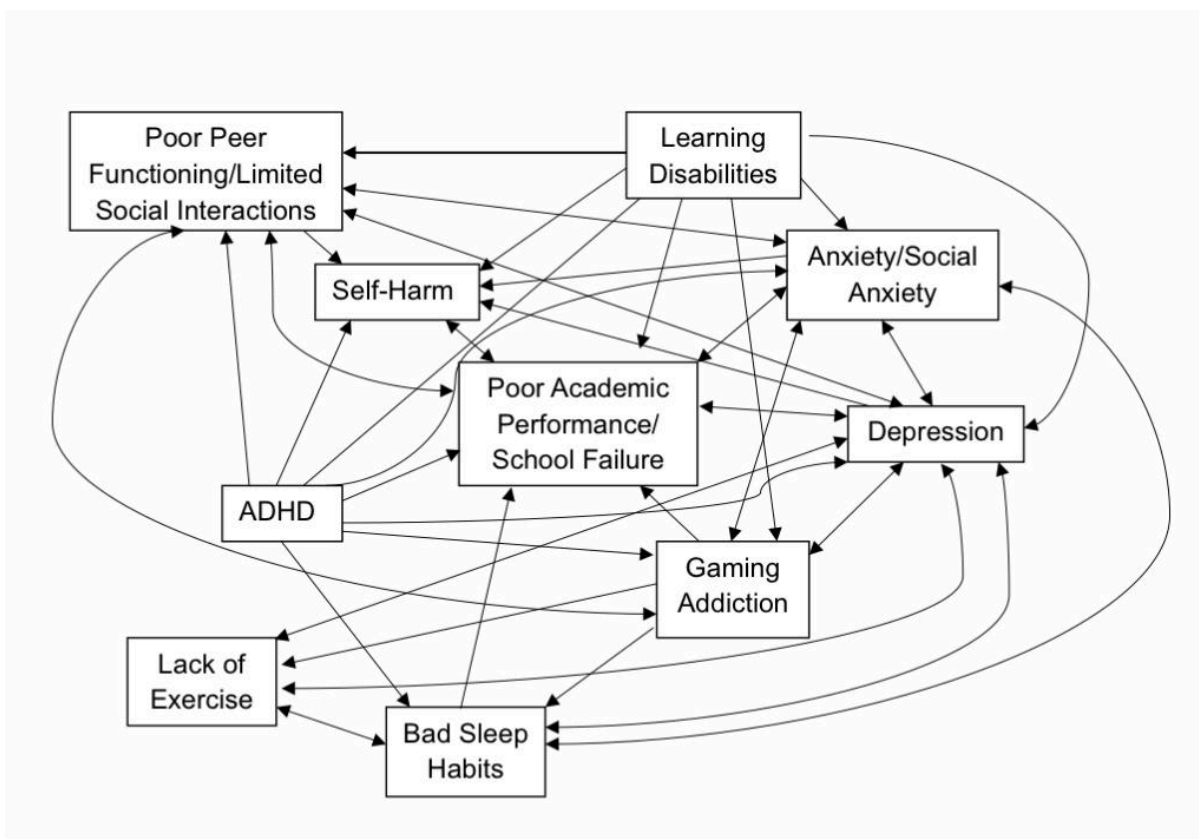 Poor Peer
Functioning/Limited
Social Interactions
Learning
Disabilities
Anxiety/Social
Anxiety
Self-Harm
Poor Academic
Performance/
School Failure
Depression
ADHD
Gaming
Addiction
Lack of
Exercise
Bad Sleep
Habits